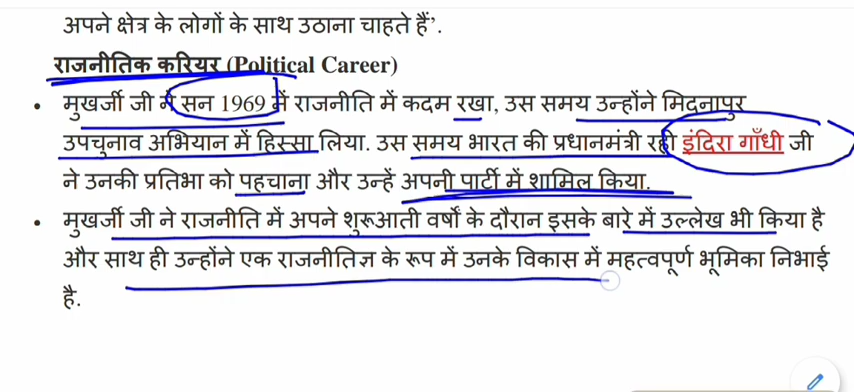 अपने क्षेत्र के लोगों के साथ उठाना चाहते हैं’.
राजनीतिक करियर (Political Career)
• मुखर्जी जी ने सन 1969 में राजनीति में कदम रखा, उस समय उन्होंने मिदनापुर
उपचुनाव अभियान में हिस्सा लिया. उस समय भारत की प्रधानमंत्री रही इंदिरा गाँधी जी
ने उनकी प्रतिभा को पहचाना और उन्हें अपनी पार्टी में शामिल किया.
• मुखर्जी जी ने राजनीति में अपने शुरूआती वर्षों के दौरान इसके बारे में उल्लेख भी किया है
और साथ ही उन्होंने एक राजनीतिज्ञ के रूप में उनके विकास में महत्वपूर्ण भूमिका निभाई
है.